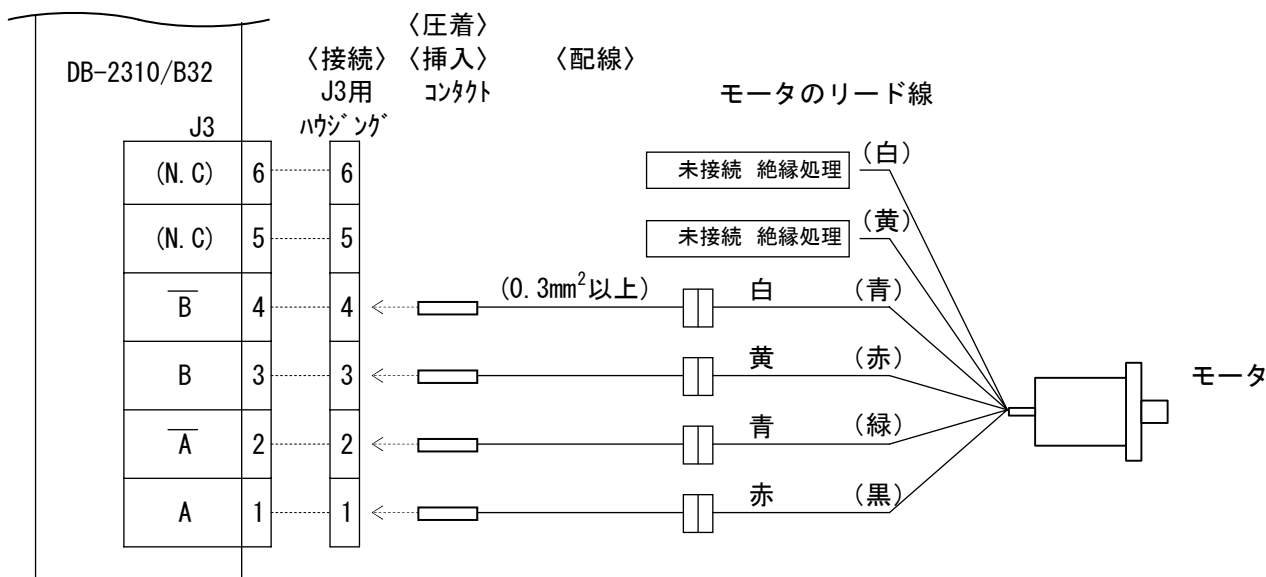 〈圧着〉
〈接続〉 〈挿入〉 〈配線〉
DB-2310/B32
J3用 ｺﾝﾀｸﾄ モータのリード線
J3 ﾊｳｼﾞﾝｸﾞ
(N.C) 6 6 未接続 絶縁処理 (白)
(N.C) 5 5 未接続 絶縁処理 (黄)
B̅ 4 4 (0.3mm²以上) 白 (青)
B 3 3 黄 (赤) モータ
A̅ 2 2 青 (緑)
A 1 1 赤 (黒)